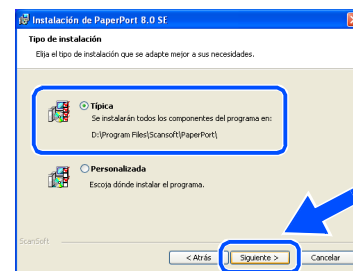 Instalación de PaperPort 8.0 SE
Tipo de instalación
Elija el tipo de instalación que se adapte mejor a sus necesidades.
Típica
Se instalarán todos los componentes del programa en:
D:\Program Files\Scansoft\PaperPort\
Personalizada
Escoja dónde instalar el programa.
ScanSoft
< Atrás
Siguiente >
Cancelar